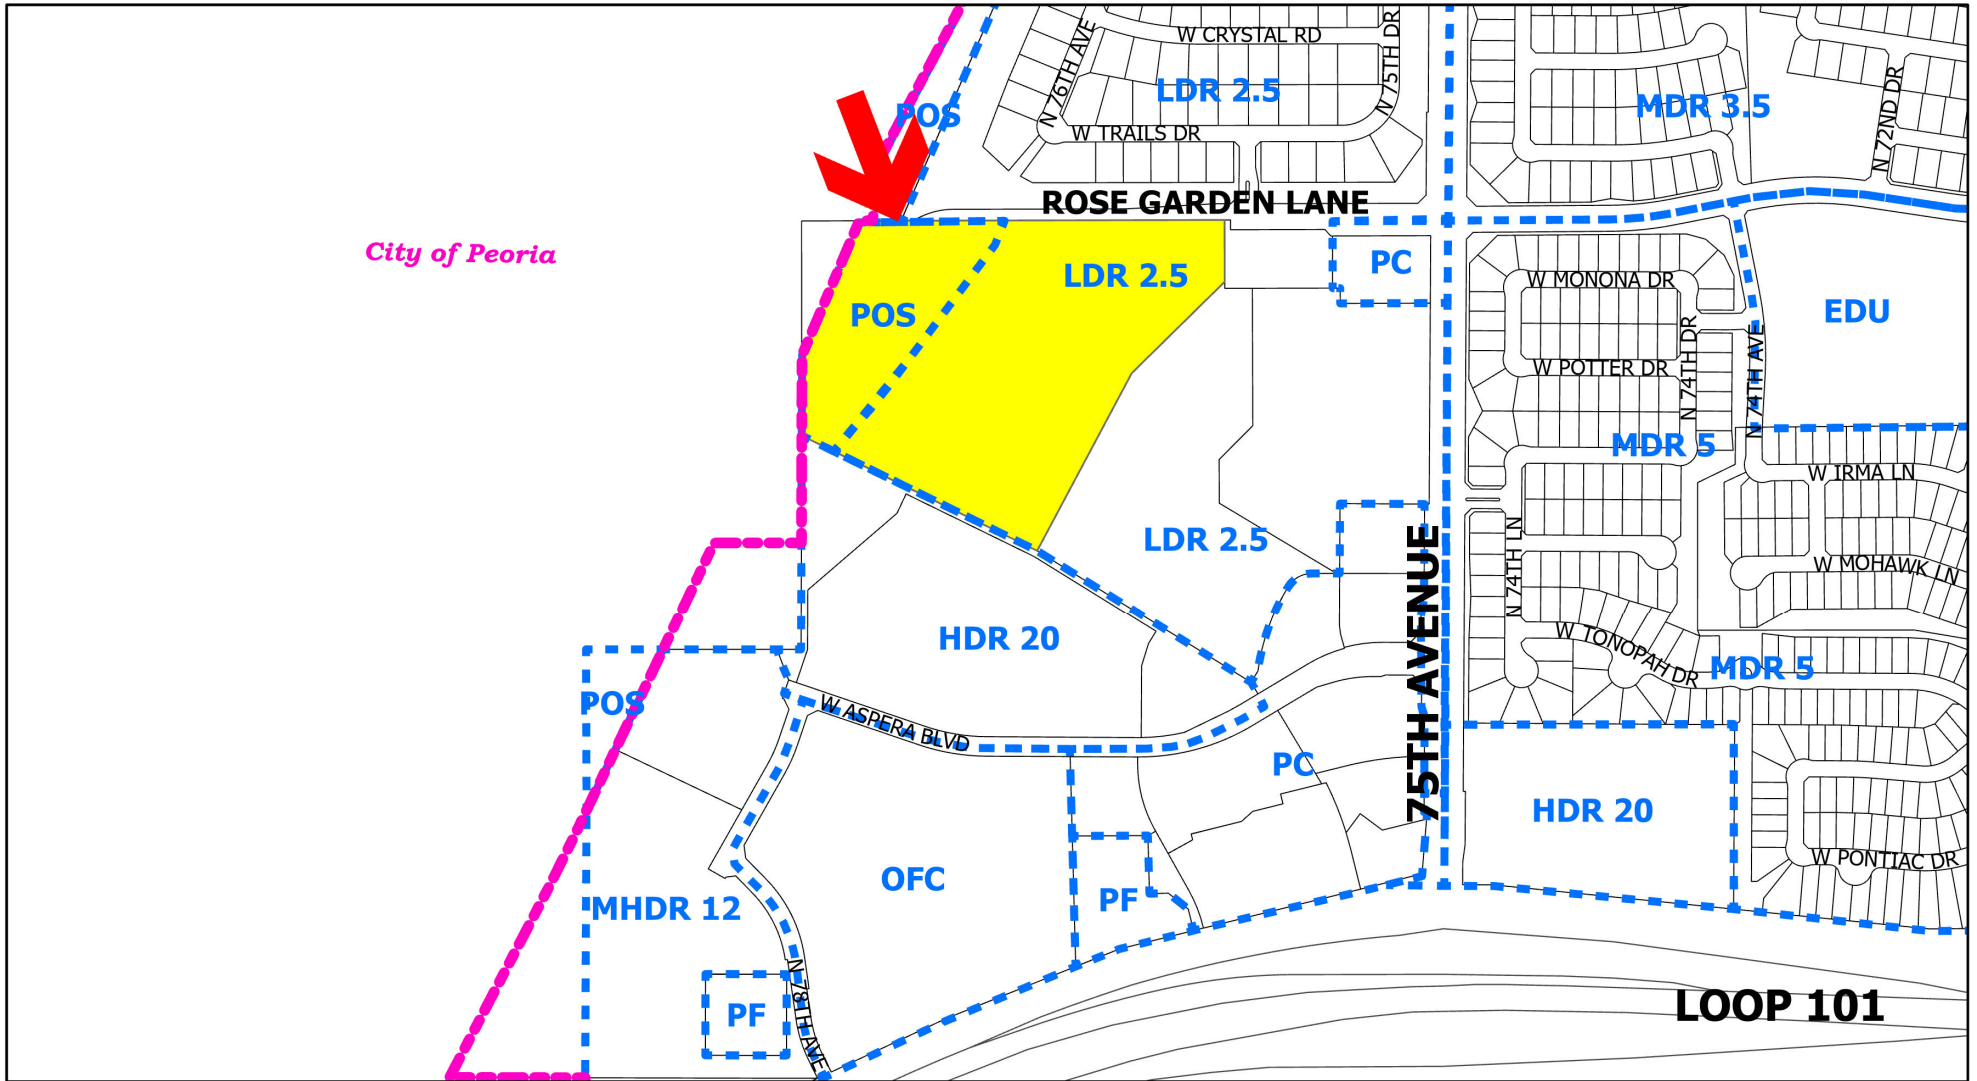 W CRYSTAL RD
N 76TH AVE
N 75TH DR
LDR 2.5
MDR 3.5
N 72ND DR
POS
W TRAILS DR
ROSE GARDEN LANE
City of Peoria
POS
LDR 2.5
PC
W MONONA DR
EDU
W POTTER DR
N 74TH DR
N 74TH AVE
MDR 5
W IRMA LN
LDR 2.5
75TH AVENUE
N 74TH LN
W MOHAWK LN
HDR 20
W TONOPAH DR
MDR 5
POS
W ASPERA BLVD
PC
HDR 20
W PONTIAC DR
OFC
PF
MHDR 12
N 78TH AVE
PF
LOOP 101